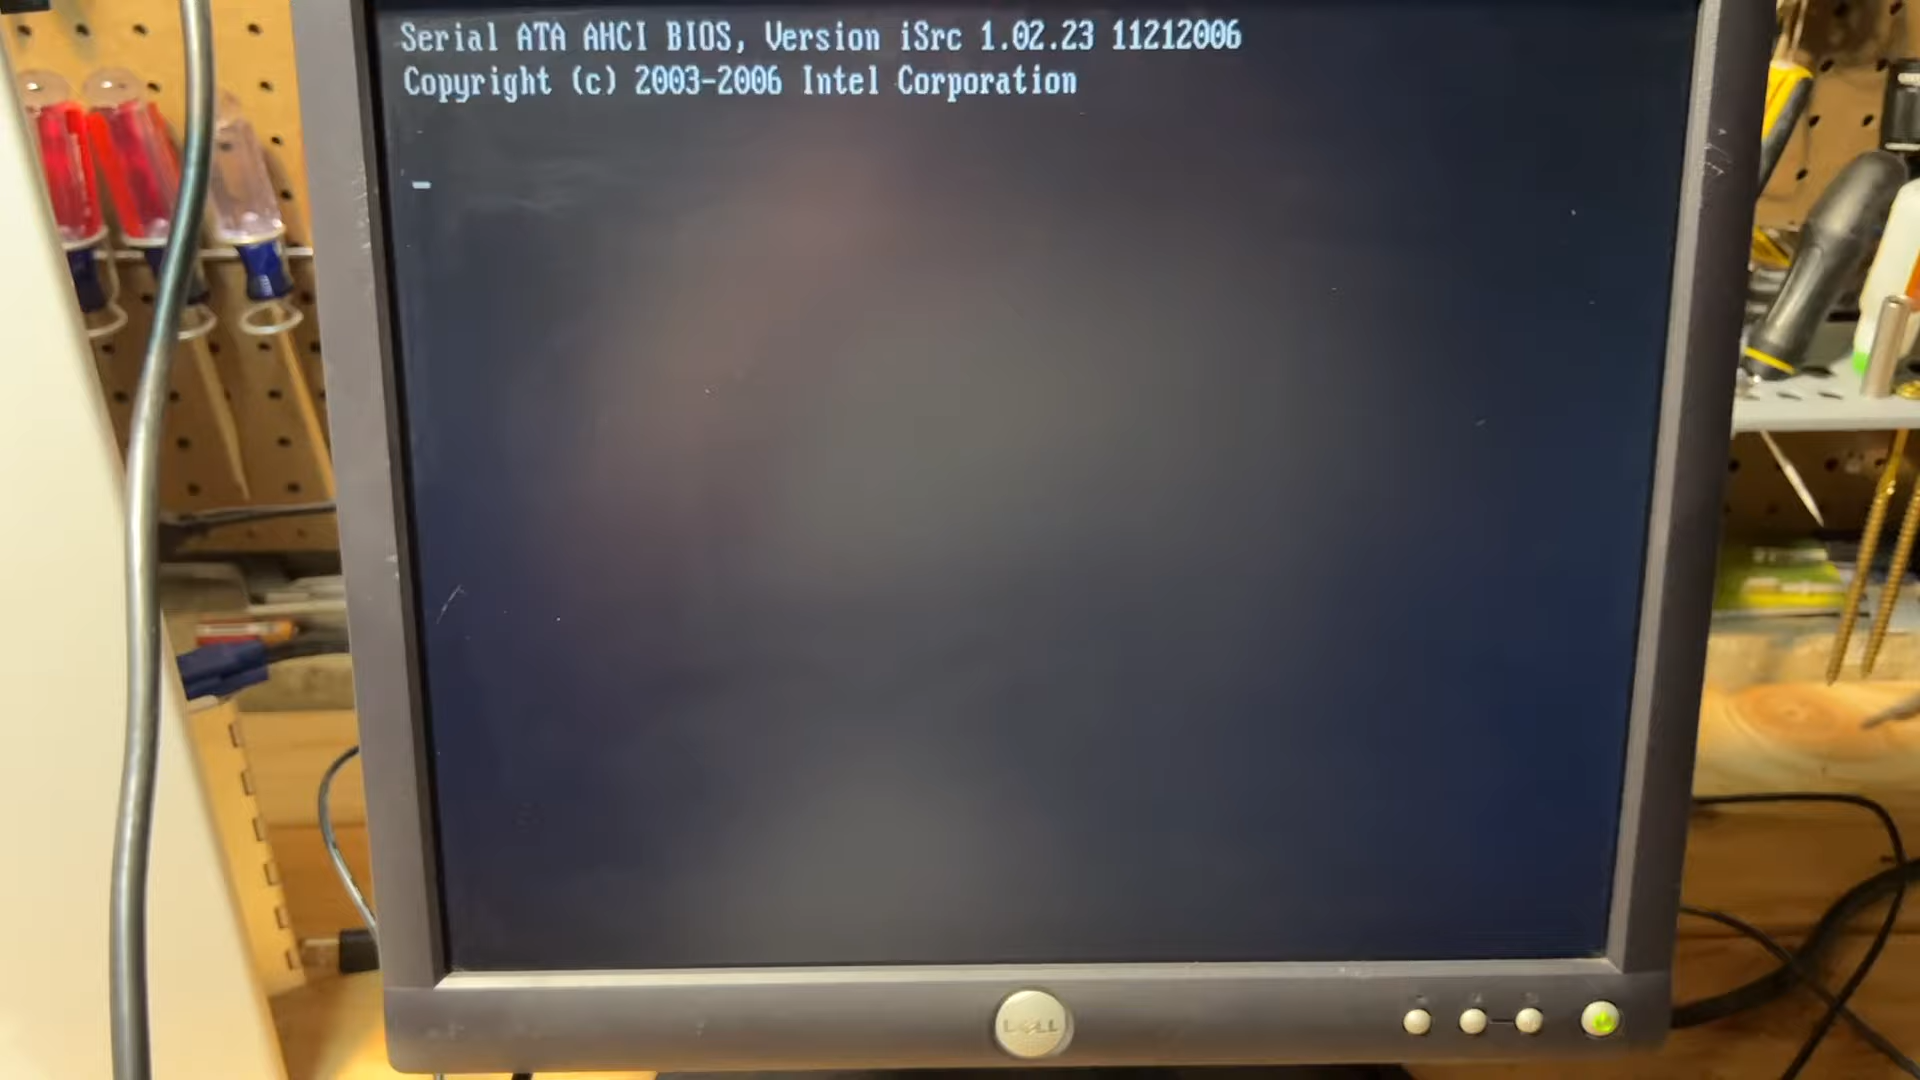 Serial ATA AHCI BIOS, Version iSrc 1.02.23 11212006
Copyright (c) 2003-2006 Intel Corporation
DELL